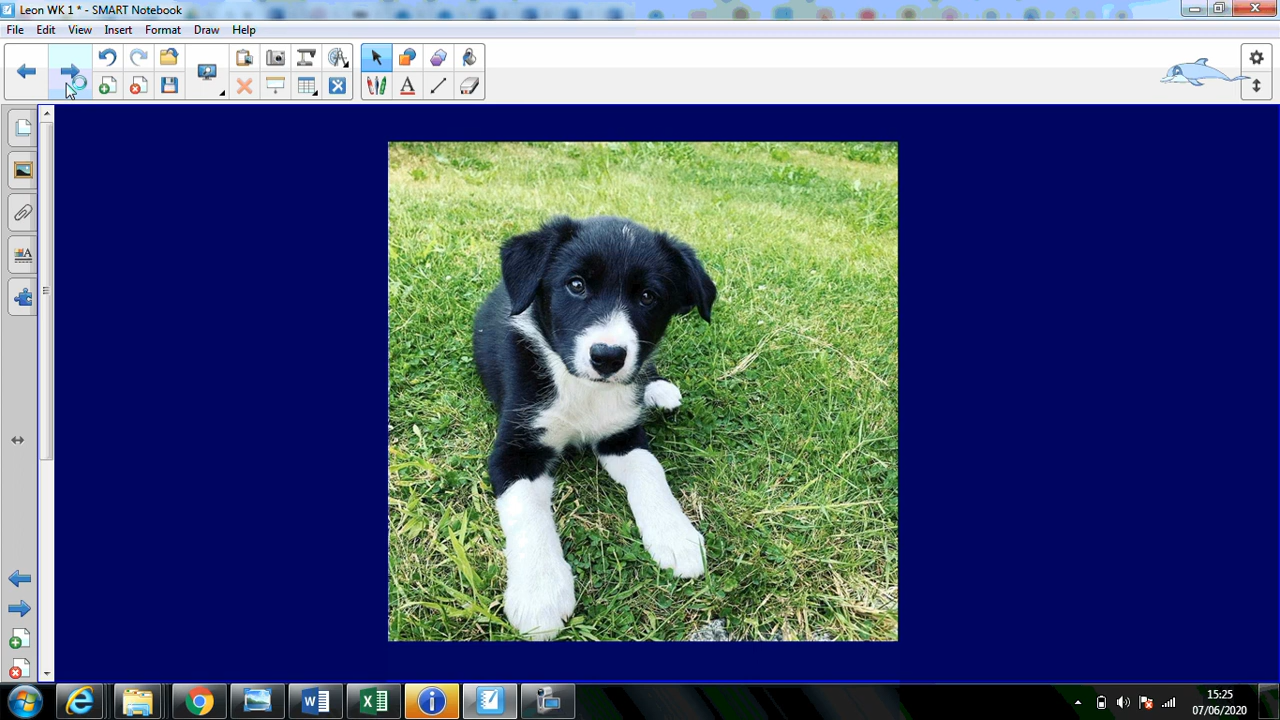 Leon WK 1 * - SMART Notebook
File Edit View Insert Format Draw Help
15:25
07/06/2020